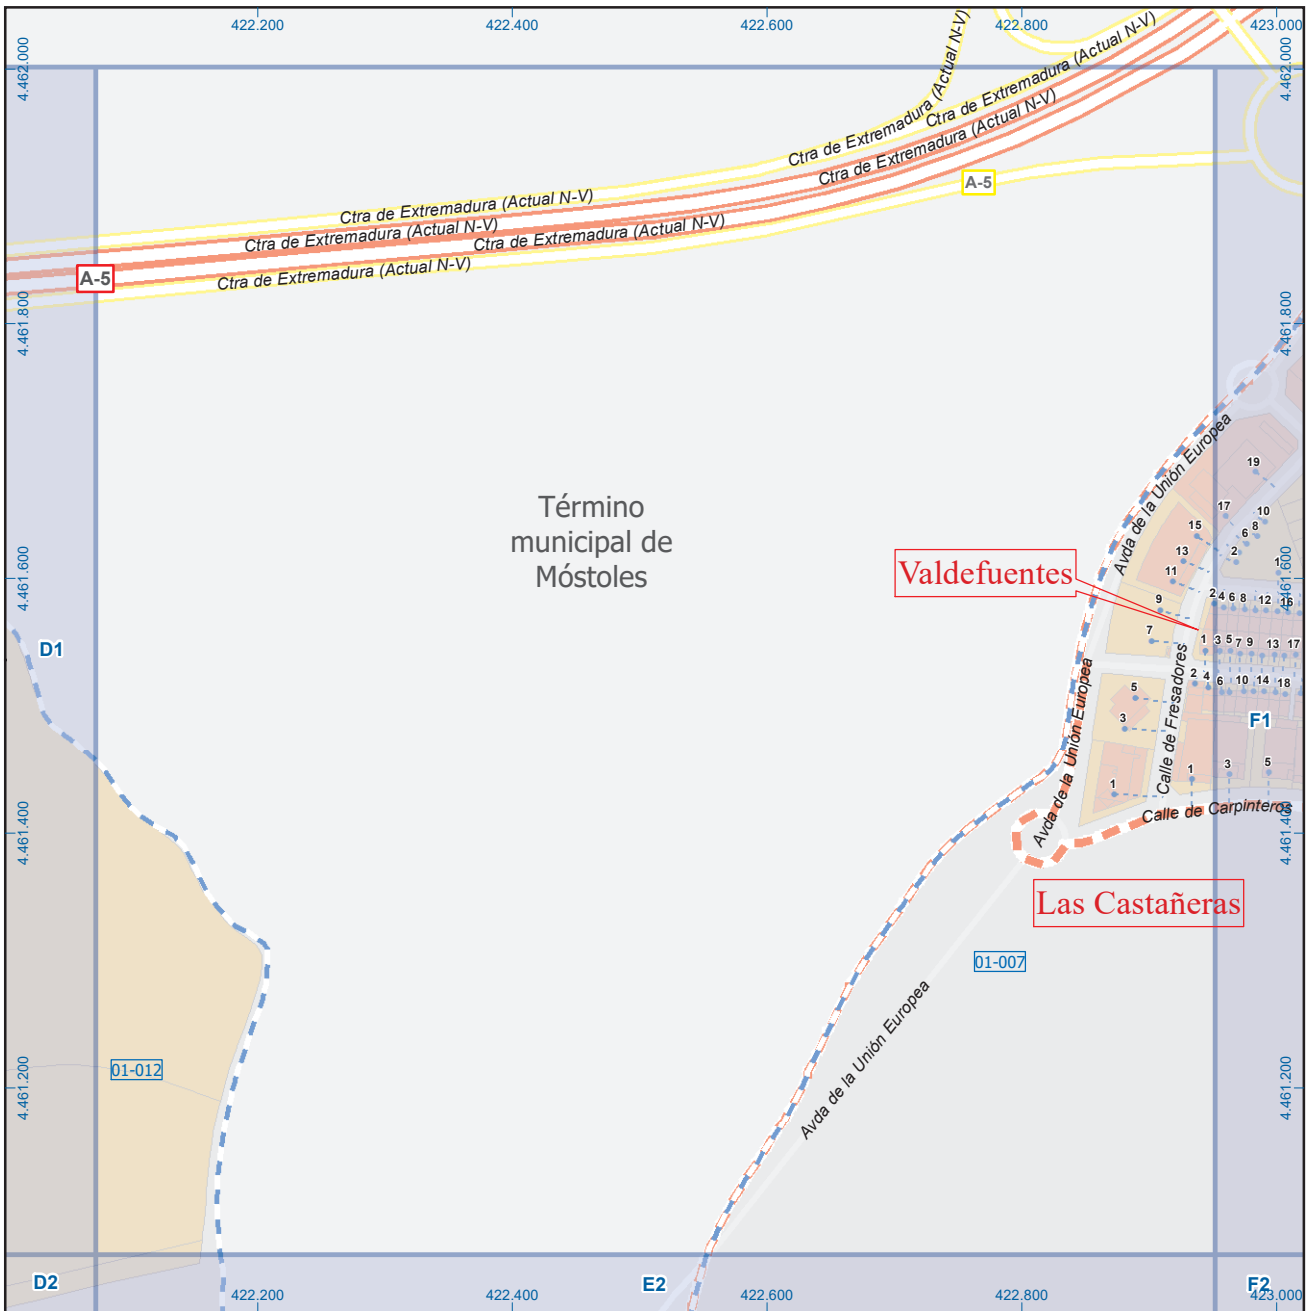 422.200
422.400
422.600
422.800
423.000
4.462.000
4.462.000
Ctra de Extremadura (Actual N-V)
Ctra de Extremadura (Actual N-V)
Ctra de Extremadura (Actual N-V)
Ctra de Extremadura (Actual N-V)
Ctra de Extremadura (Actual N-V)
Ctra de Extremadura (Actual N-V)
Ctra de Extremadura (Actual N-V)
A-5
A-5
4.461.800
4.461.800
Avda de la Unión Europea
19
17
10
15
8
6
13
2
1
11
Término
municipal de
Móstoles
Valdefuentes
4.461.600
4.461.600
9
2
4
6
8
12
16
7
1
3
5
7
9
13
17
D1
Calle de Fresadores
Avda de la Unión Europea
5
2
4
6
10
14
18
3
F1
1
1
3
5
Calle de Carpinteros
4.461.400
4.461.400
Las Castañeras
01-007
Avda de la Unión Europea
01-012
4.461.200
4.461.200
D2
E2
F2
422.200
422.400
422.600
422.800
423.000